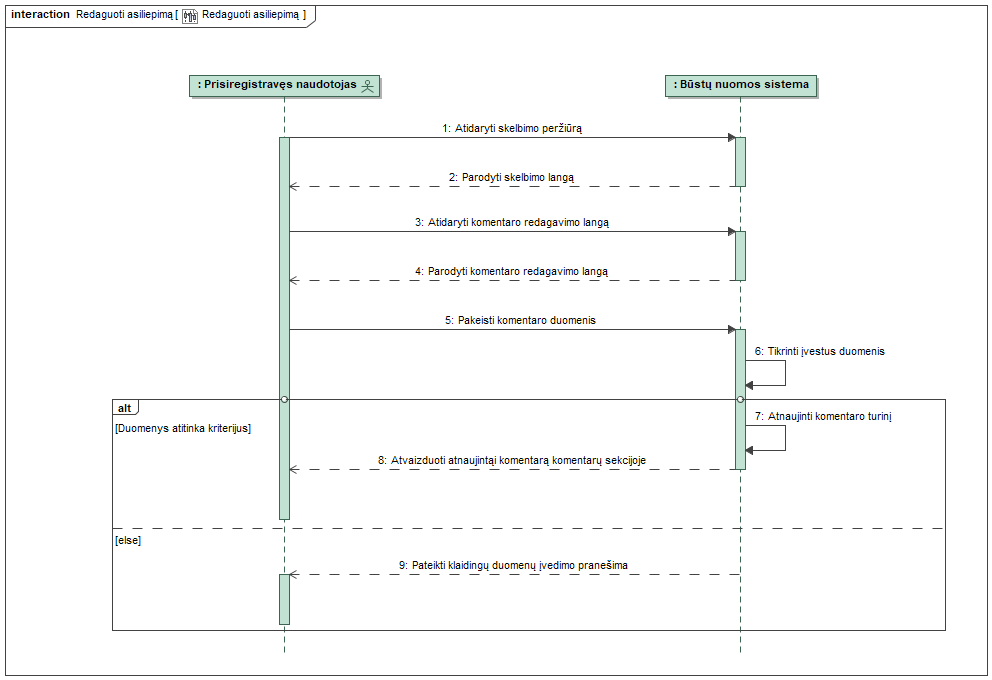 interaction Redaguoti asiliepimą [ Redaguoti asiliepimą ]
: Prisiregistravęs naudotojas
: Būstų nuomos sistema
1: Atidaryti skelbimo peržiūrą
2: Parodyti skelbimo langą
3: Atidaryti komentaro redagavimo langą
4: Parodyti komentaro redagavimo langą
5: Pakeisti komentaro duomenis
6: Tikrinti įvestus duomenis
alt
7: Atnaujinti komentaro turinį
[Duomenys atitinka kriterijus]
8: Atvaizduoti atnaujintąi komentarą komentarų sekcijoje
[else]
9: Pateikti klaidingų duomenų įvedimo pranešima